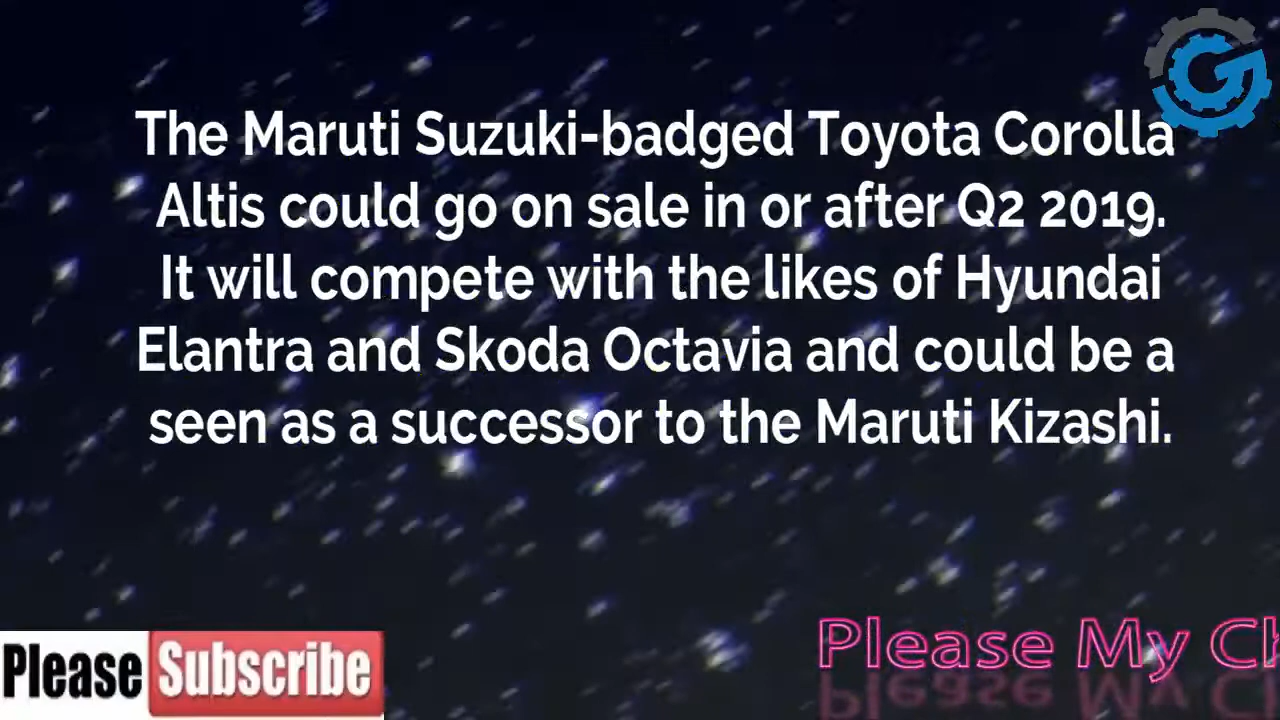 The Maruti Suzuki-badged Toyota Corolla
Altis could go on sale in or after Q2 2019.
It will compete with the likes of Hyundai
Elantra and Skoda Octavia and could be a
seen as a successor to the Maruti Kizashi.
Please Subscribe
Please My Ch